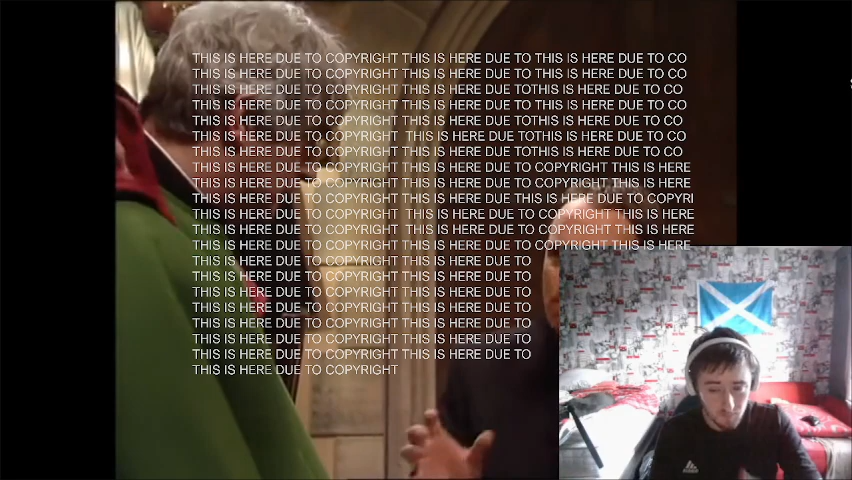 THIS IS HERE DUE TO COPYRIGHT THIS IS HERE DUE TO THIS IS HERE DUE TO CO
THIS IS HERE DUE TO COPYRIGHT THIS IS HERE DUE TO THIS IS HERE DUE TO CO
THIS IS HERE DUE TO COPYRIGHT THIS IS HERE DUE TOTHIS IS HERE DUE TO CO
THIS IS HERE DUE TO COPYRIGHT THIS IS HERE DUE TO THIS IS HERE DUE TO CO
THIS IS HERE DUE TO COPYRIGHT THIS IS HERE DUE TOTHIS IS HERE DUE TO CO
THIS IS HERE DUE TO COPYRIGHT  THIS IS HERE DUE TOTHIS IS HERE DUE TO CO
THIS IS HERE DUE TO COPYRIGHT THIS IS HERE DUE TOTHIS IS HERE DUE TO CO
THIS IS HERE DUE TO COPYRIGHT THIS IS HERE DUE TO COPYRIGHT THIS IS HERE
THIS IS HERE DUE TO COPYRIGHT THIS IS HERE DUE TO COPYRIGHT THIS IS HERE
THIS IS HERE DUE TO COPYRIGHT THIS IS HERE DUE THIS IS HERE DUE TO COPYRI
THIS IS HERE DUE TO COPYRIGHT  THIS IS HERE DUE TO COPYRIGHT THIS IS HERE
THIS IS HERE DUE TO COPYRIGHT  THIS IS HERE DUE TO COPYRIGHT THIS IS HERE
THIS IS HERE DUE TO COPYRIGHT THIS IS HERE DUE TO COPYRIGHT THIS IS HERE
THIS IS HERE DUE TO COPYRIGHT THIS IS HERE DUE TO
THIS IS HERE DUE TO COPYRIGHT THIS IS HERE DUE TO
THIS IS HERE DUE TO COPYRIGHT THIS IS HERE DUE TO
THIS IS HERE DUE TO COPYRIGHT THIS IS HERE DUE TO
THIS IS HERE DUE TO COPYRIGHT THIS IS HERE DUE TO
THIS IS HERE DUE TO COPYRIGHT THIS IS HERE DUE TO
THIS IS HERE DUE TO COPYRIGHT THIS IS HERE DUE TO
THIS IS HERE DUE TO COPYRIGHT